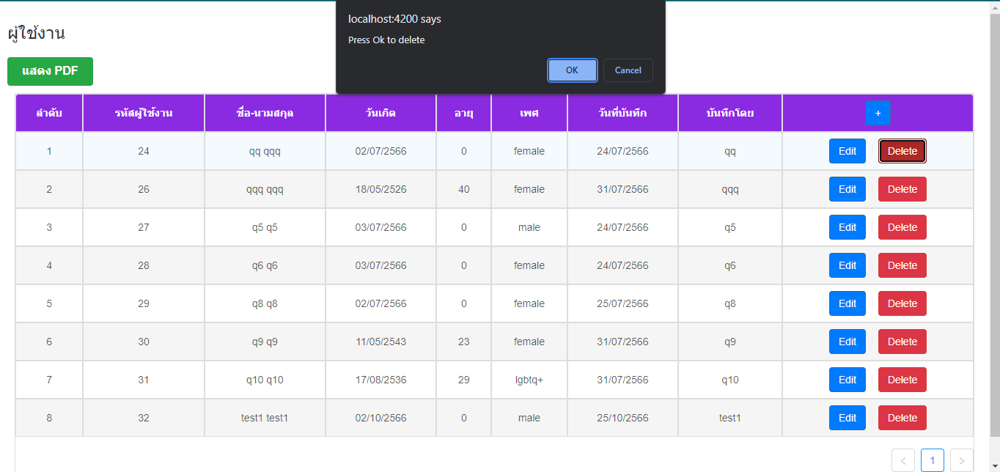 localhost:4200 says
Press Ok to delete
OK Cancel
ผู้ใช้งาน
แสดง PDF
ลำดับ รหัสผู้ใช้งาน ชื่อ-นามสกุล วันเกิด อายุ เพศ วันที่บันทึก บันทึกโดย +
1 24 qq qqq 02/07/2566 0 female 24/07/2566 qq Edit Delete
2 26 qqq qqq 18/05/2526 40 female 31/07/2566 qqq Edit Delete
3 27 q5 q5 03/07/2566 0 male 24/07/2566 q5 Edit Delete
4 28 q6 q6 03/07/2566 0 female 24/07/2566 q6 Edit Delete
5 29 q8 q8 02/07/2566 0 female 25/07/2566 q8 Edit Delete
6 30 q9 q9 11/05/2543 23 female 31/07/2566 q9 Edit Delete
7 31 q10 q10 17/08/2536 29 lgbtq+ 31/07/2566 q10 Edit Delete
8 32 test1 test1 02/10/2566 0 male 25/10/2566 test1 Edit Delete
< 1 >